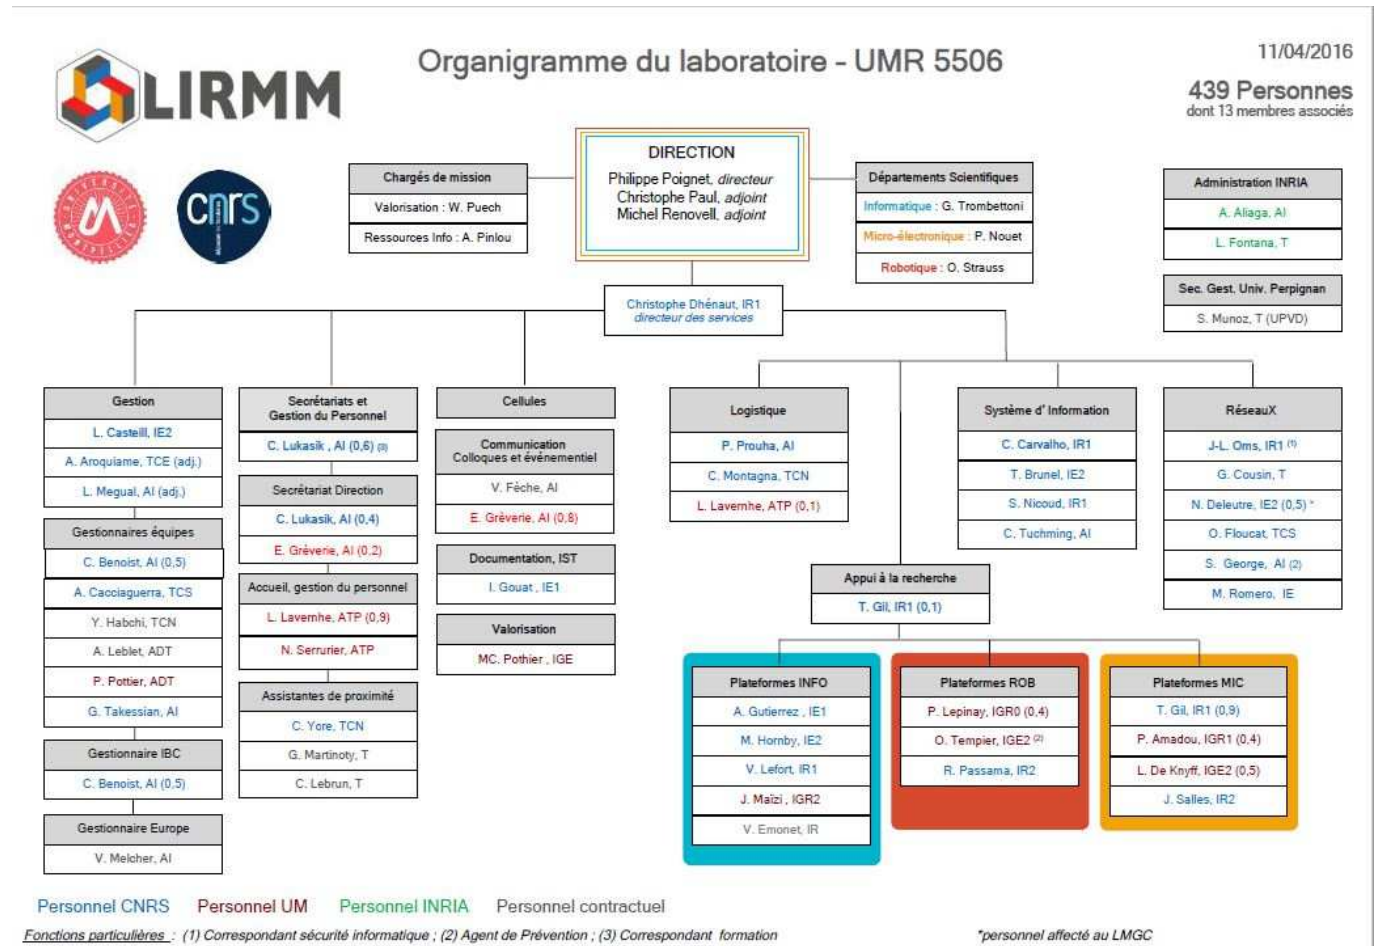 LIRMM
Organigramme du laboratoire - UMR 5506
11/04/2016
439 Personnes
dont 13 membres associés
UNIVERSITÉ
MONTPELLIER
cnrs
DIRECTION
Philippe Poignet, directeur
Christophe Paul, adjoint
Michel Renovell, adjoint
Chargés de mission
Valorisation : W. Puech
Ressources Info : A. Pinlou
Départements Scientifiques
Informatique : G. Trombettoni
Micro-électronique : P. Nouet
Robotique : O. Strauss
Administration INRIA
A. Aliaga, AI
L. Fontana, T
Sec. Gest. Univ. Perpignan
S. Munoz, T (UPVD)
Christophe Dhénaut, IR1
directeur des services
Gestion
L. Casteill, IE2
A. Aroquiame, TCE (adj.)
L. Megual, AI (adj.)
Gestionnaires équipes
C. Benoist, AI (0,5)
A. Cacciaguerra, TCS
Y. Habchi, TCN
A. Leblet, ADT
P. Pottier, ADT
G. Takessian, AI
Gestionnaire IBC
C. Benoist, AI (0,5)
Gestionnaire Europe
V. Melcher, AI
Secrétariats et
Gestion du Personnel
C. Lukasik , AI (0,6) (3)
Secrétariat Direction
C. Lukasik, AI (0,4)
E. Gréverie, AI (0,2)
Accueil, gestion du personnel
L. Lavernhe, ATP (0,9)
N. Serrurier, ATP
Assistantes de proximité
C. Yore, TCN
G. Martinoty, T
C. Lebrun, T
Cellules
Communication
Colloques et événementiel
V. Fèche, AI
E. Gréverie, AI (0,8)
Documentation, IST
I. Gouat , IE1
Valorisation
MC. Pothier , IGE
Logistique
P. Prouha, AI
C. Montagna, TCN
L. Lavernhe, ATP (0,1)
Appui à la recherche
T. Gil, IR1 (0,1)
Système d' Information
C. Carvalho, IR1
T. Brunel, IE2
S. Nicoud, IR1
C. Tuchming, AI
RéseauX
J-L. Oms, IR1 (1)
G. Cousin, T
N. Deleutre, IE2 (0,5) *
O. Floucat, TCS
S. George, AI (2)
M. Romero, IE
Plateformes INFO
A. Gutierrez , IE1
M. Hornby, IE2
V. Lefort, IR1
J. Maïzi , IGR2
V. Emonet, IR
Plateformes ROB
P. Lepinay, IGR0 (0,4)
O. Tempier, IGE2 (2)
R. Passama, IR2
Plateformes MIC
T. Gil, IR1 (0,9)
P. Amadou, IGR1 (0,4)
L. De Knyff, IGE2 (0,5)
J. Salles, IR2
Personnel CNRS Personnel UM Personnel INRIA Personnel contractuel
Fonctions particulières : (1) Correspondant sécurité informatique ; (2) Agent de Prévention ; (3) Correspondant formation
*personnel affecté au LMGC